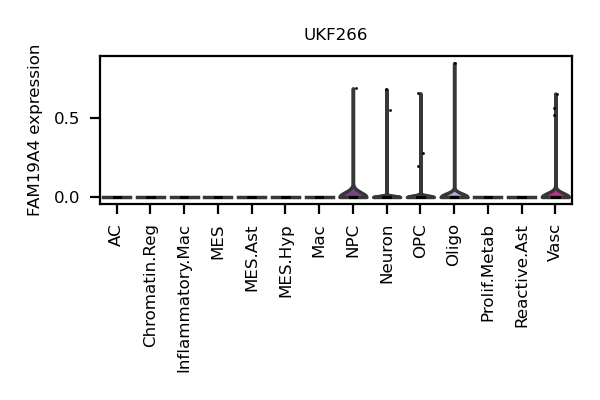 UKF266
FAM19A4 expression
0.5
0.0
AC
Chromatin.Reg
Inflammatory.Mac
MES
MES.Ast
MES.Hyp
Mac
NPC
Neuron
OPC
Oligo
Prolif.Metab
Reactive.Ast
Vasc